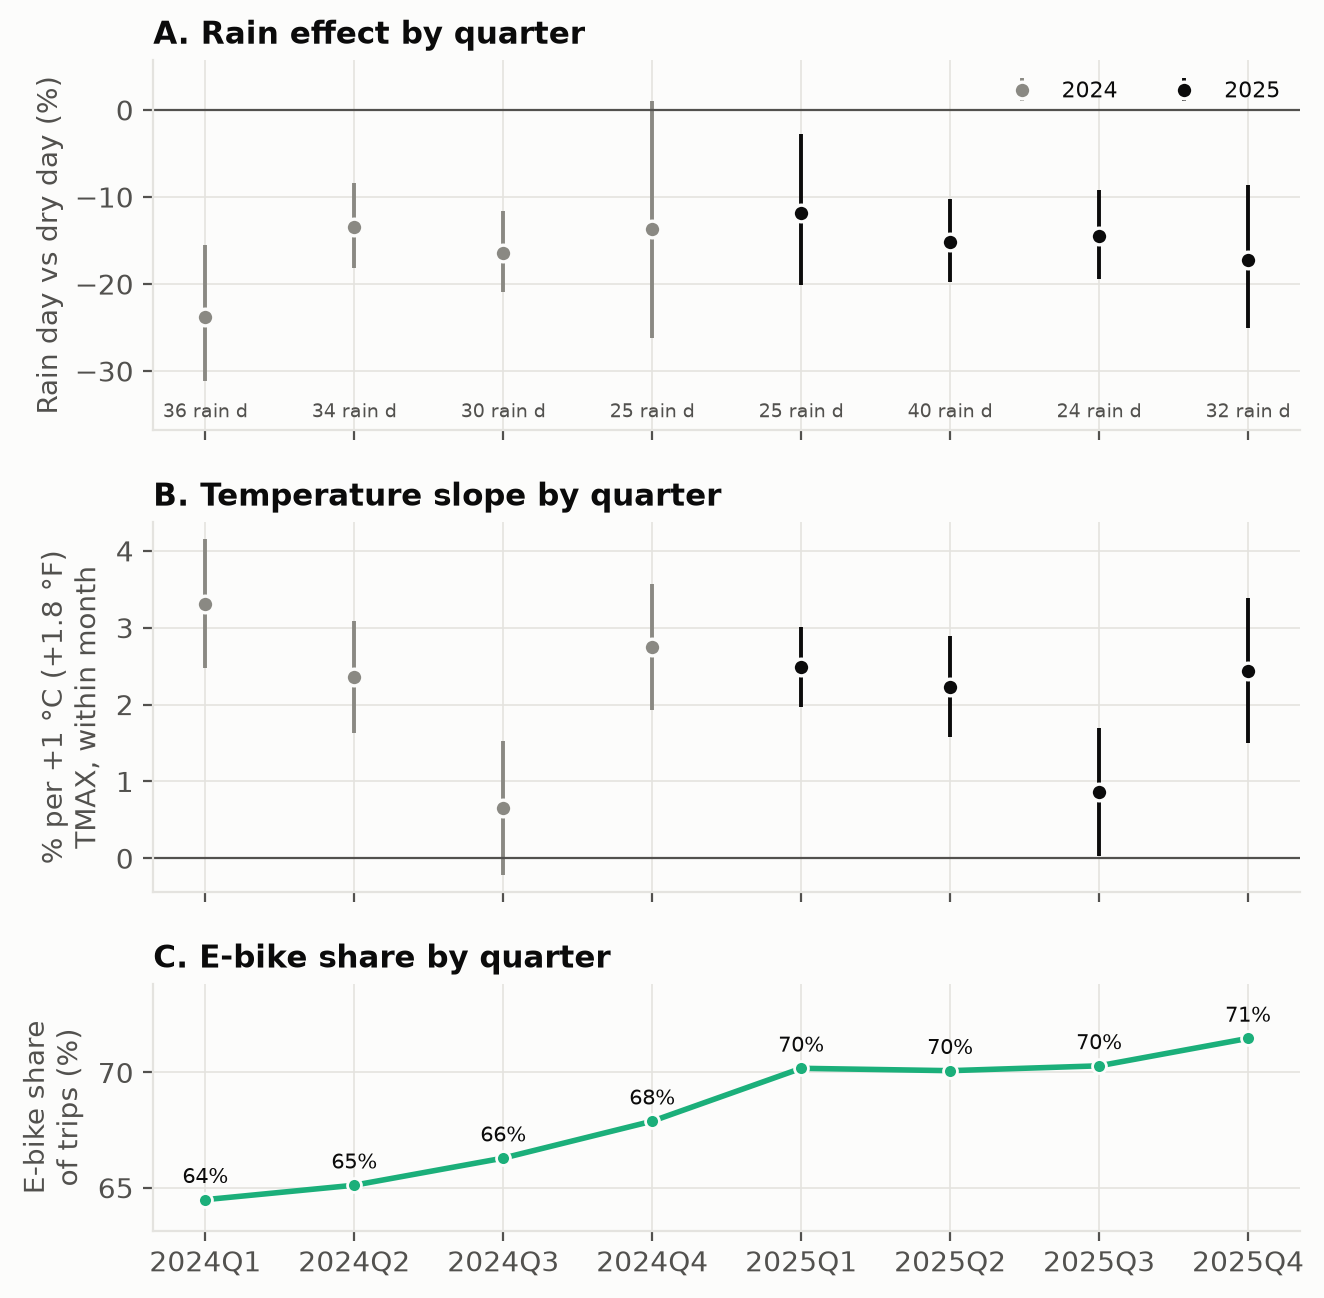 A. Rain effect by quarter
Rain day vs dry day (%)
0
−10
−20
−30
2024
2025
36 rain d
34 rain d
30 rain d
25 rain d
25 rain d
40 rain d
24 rain d
32 rain d
B. Temperature slope by quarter
% per +1 °C (+1.8 °F)
TMAX, within month
4
3
2
1
0
C. E-bike share by quarter
E-bike share
of trips (%)
70
65
64%
65%
66%
68%
70%
70%
70%
71%
2024Q1
2024Q2
2024Q3
2024Q4
2025Q1
2025Q2
2025Q3
2025Q4